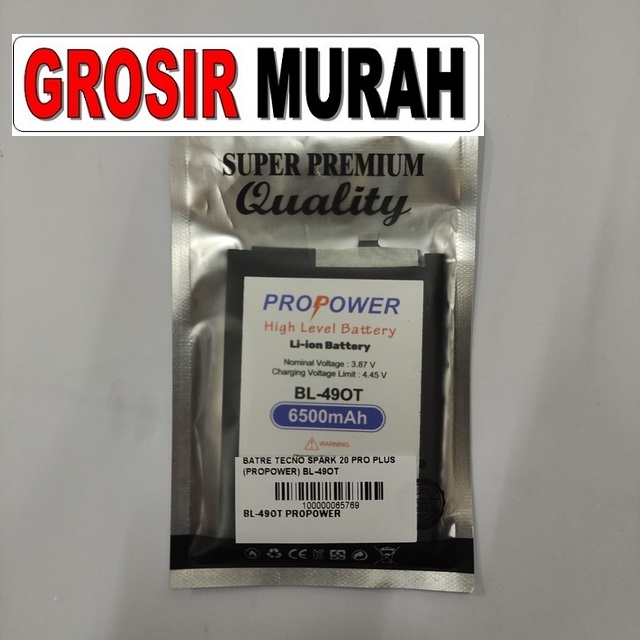 GROSIR MURAH
SUPER PREMIUM
Quality
PROPOWER
High Level Battery
Li-ion Battery
Nominal Voltage : 3.87 V
Charging Voltage Limit : 4.45 V
BL-49OT
6500mAh
WARNING
BATRE TECNO SPARK 20 PRO PLUS
(PROPOWER) BL-49OT
100000065769
BL-49OT PROPOWER